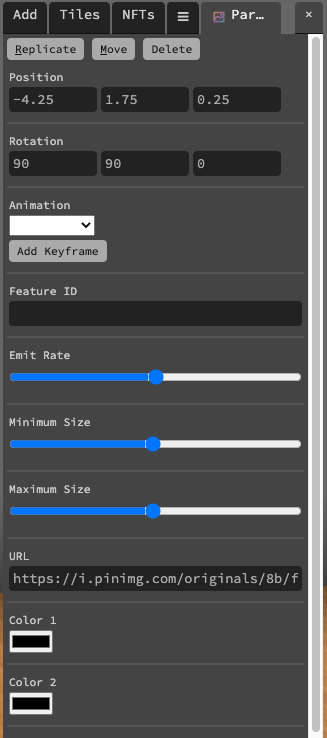 Add Tiles NFTs ☰ Par… ×
Replicate Move Delete
Position
-4.25 1.75 0.25
Rotation
90 90 0
Animation
Add Keyframe
Feature ID
Emit Rate
Minimum Size
Maximum Size
URL
https://i.pinimg.com/originals/8b/f
Color 1
Color 2